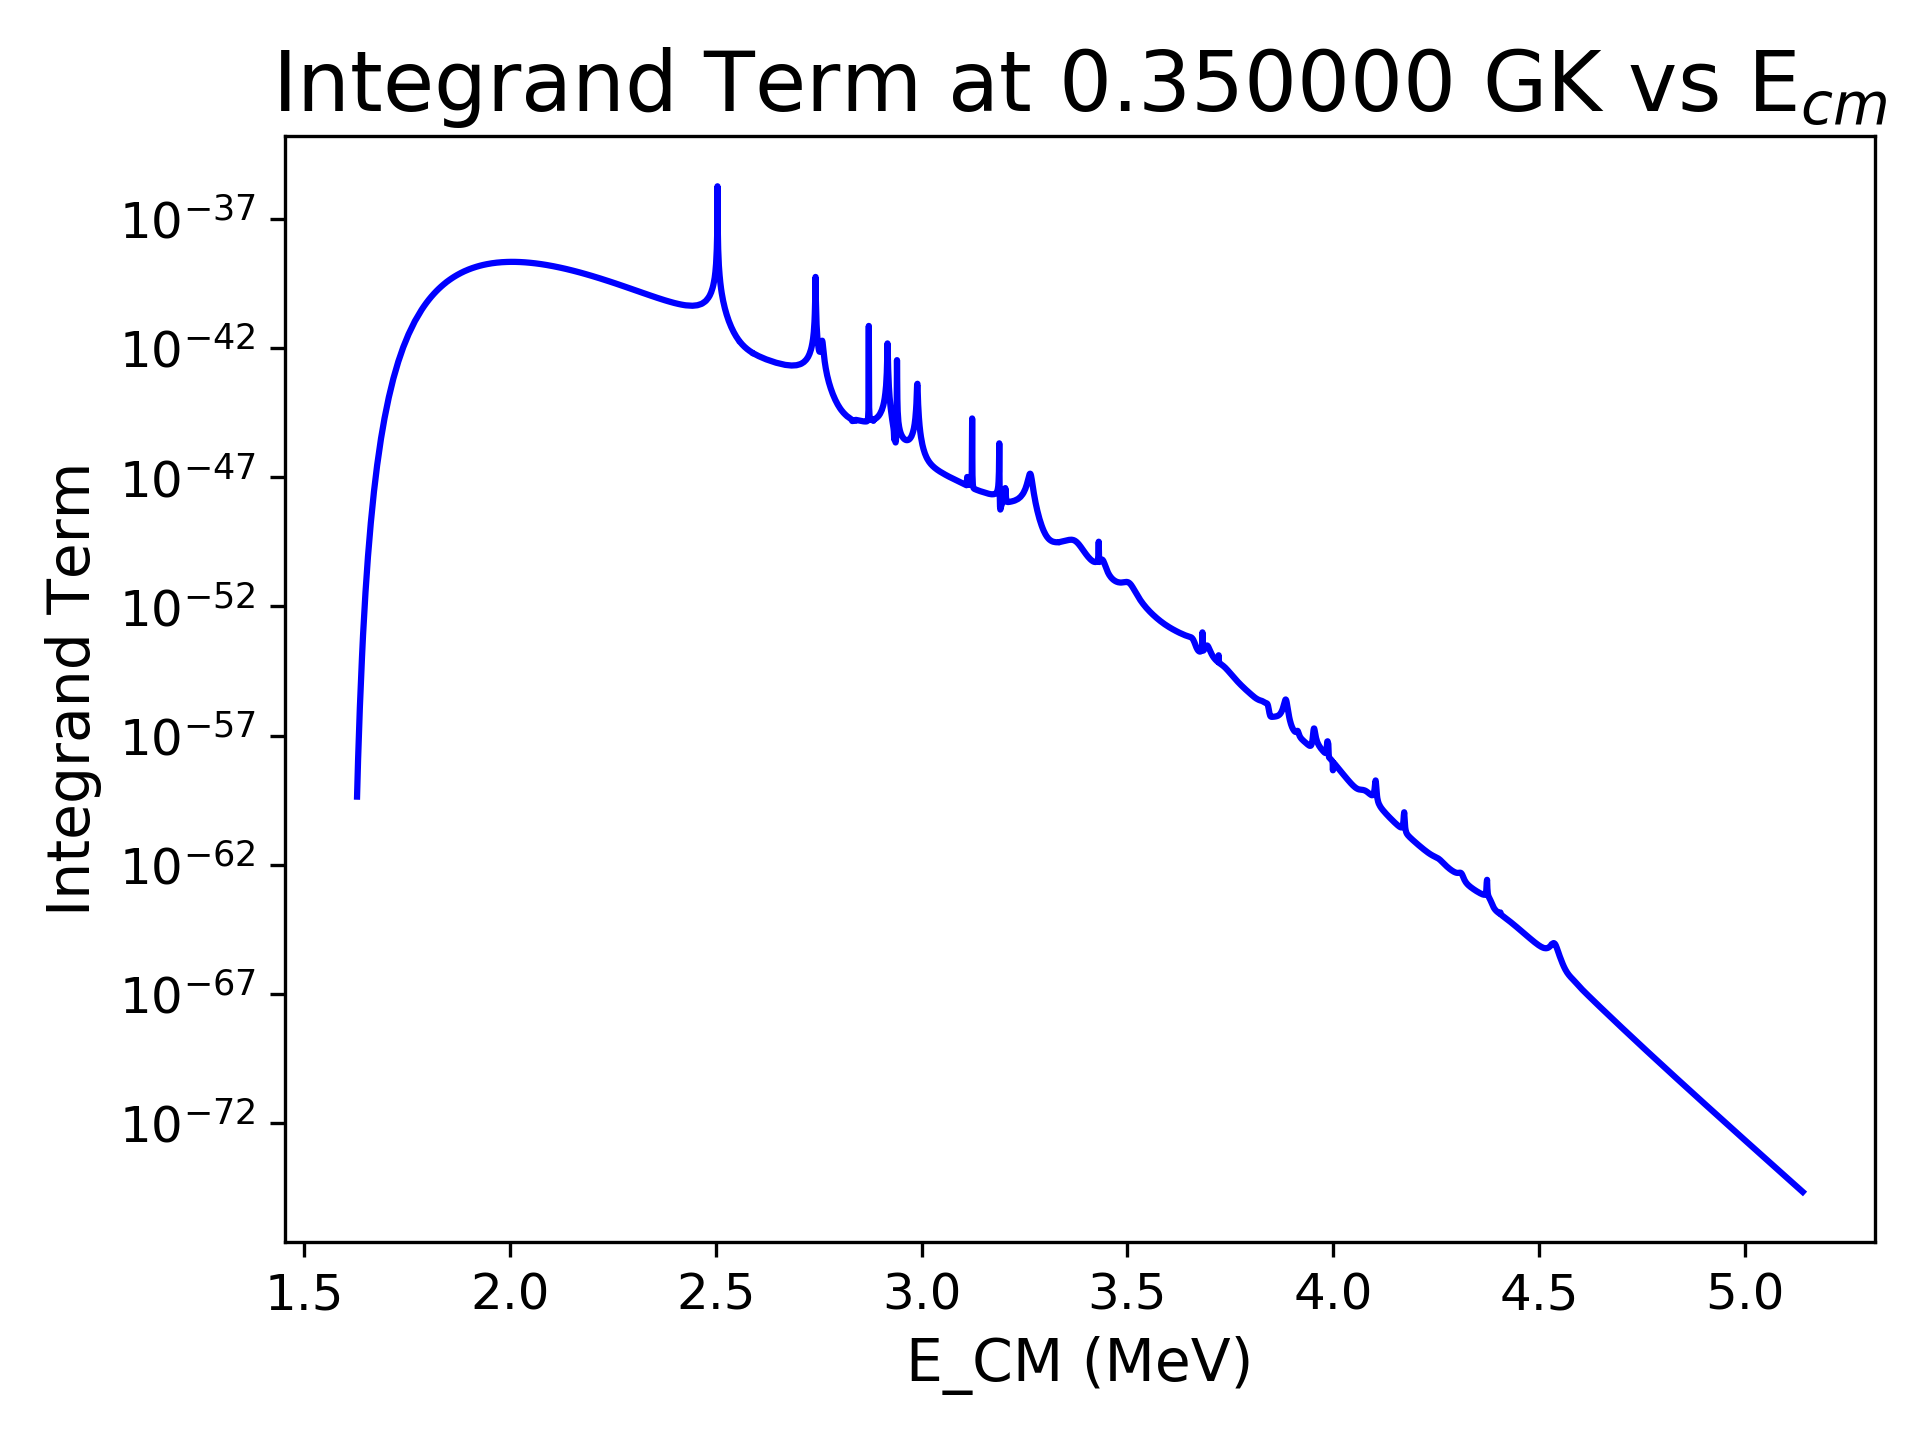 Integrand Term at 0.350000 GK vs E_{cm}
Integrand Term
10^{−37}
10^{−42}
10^{−47}
10^{−52}
10^{−57}
10^{−62}
10^{−67}
10^{−72}
1.5 2.0 2.5 3.0 3.5 4.0 4.5 5.0
E_CM (MeV)